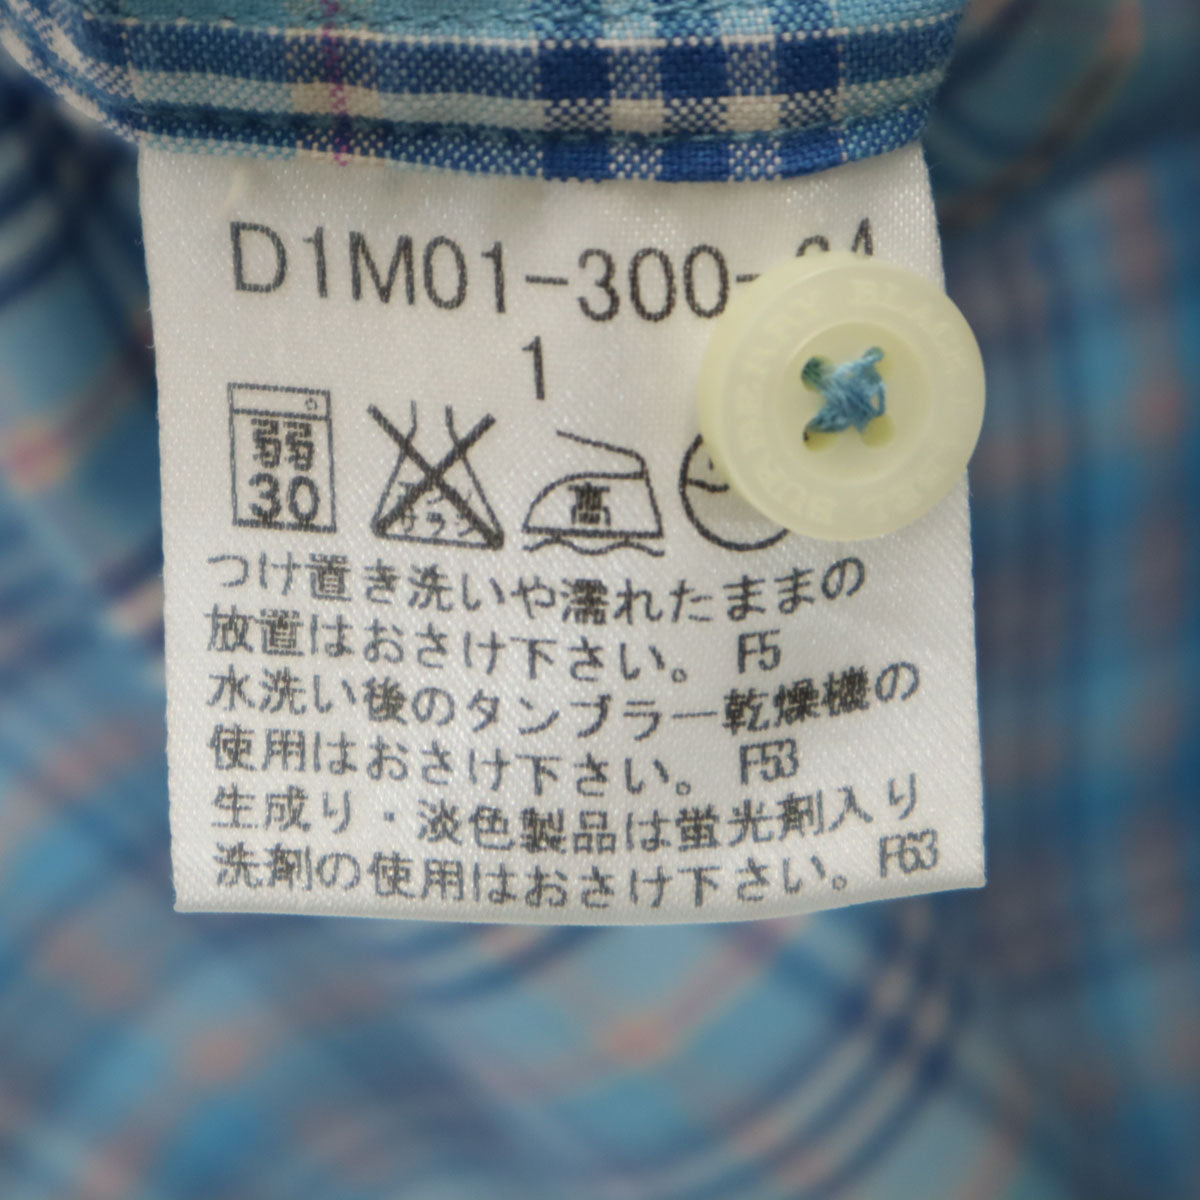 D1M01-300-
1
弱
30
高
つけ置き洗いや濡れたままの
放置はおさけ下さい。 F5
水洗い後のタンブラー乾燥機の
使用はおさけ下さい。 F53
生成り・淡色製品は蛍光剤入り
洗剤の使用はおさけ下さい。 F63